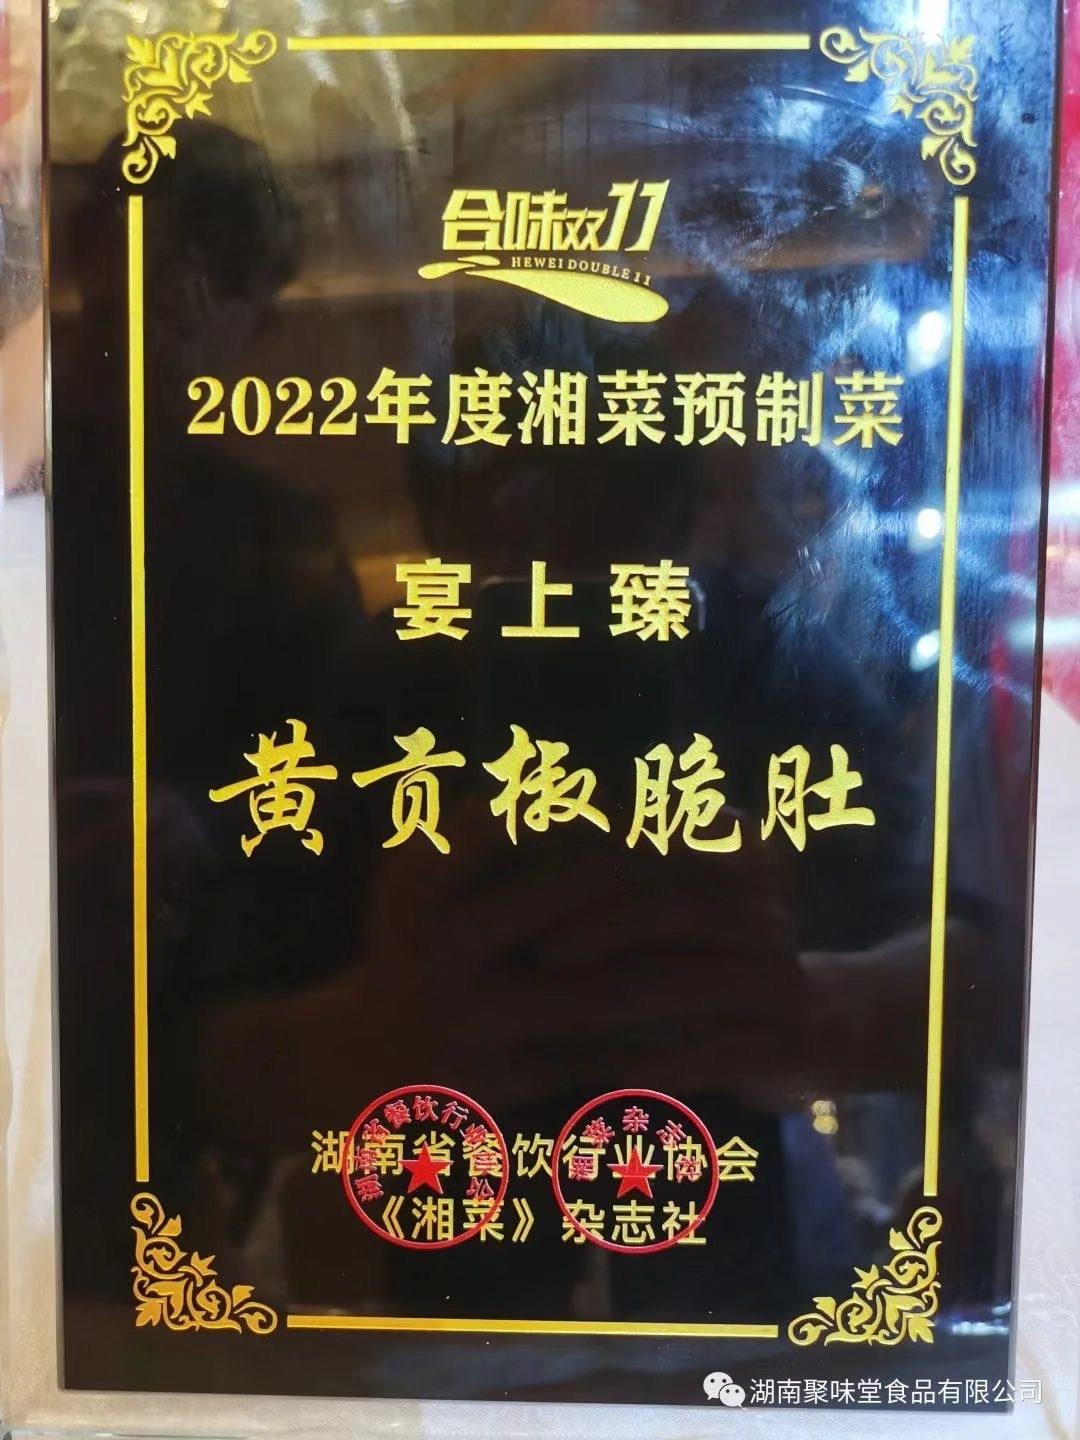 合味双11
HEWEI DOUBLE 11
2022年度湘菜预制菜
宴上臻
黄贡椒脆肚
湖南省餐饮行业协会
《湘菜》杂志社
湖南聚味堂食品有限公司